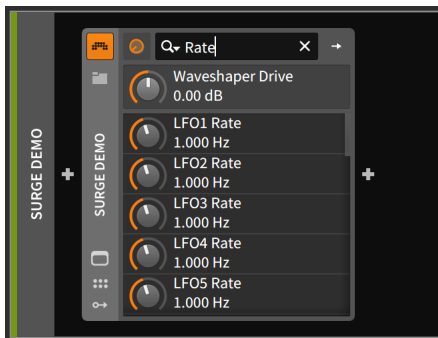 SURGE DEMO
SURGE DEMO
Rate
Waveshaper Drive
0.00 dB
LFO1 Rate
1.000 Hz
LFO2 Rate
1.000 Hz
LFO3 Rate
1.000 Hz
LFO4 Rate
1.000 Hz
LFO5 Rate
1.000 Hz